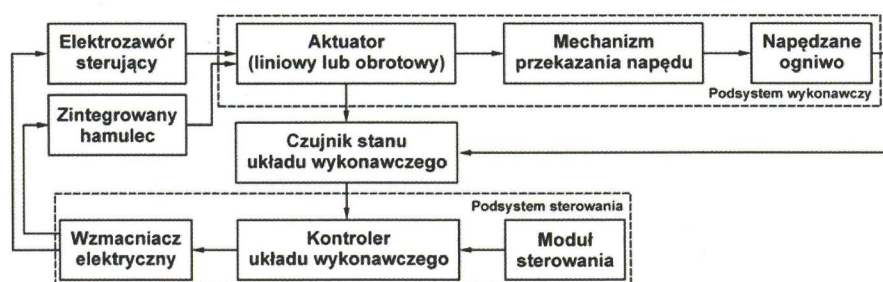 Elektrozawór
sterujący
Aktuator
(liniowy lub obrotowy)
Mechanizm
przekazania napędu
Napędzane
ogniwo
Podsystem wykonawczy
Zintegrowany
hamulec
Czujnik stanu
układu wykonawczego
Podsystem sterowania
Wzmacniacz
elektryczny
Kontroler
układu wykonawczego
Moduł
sterowania